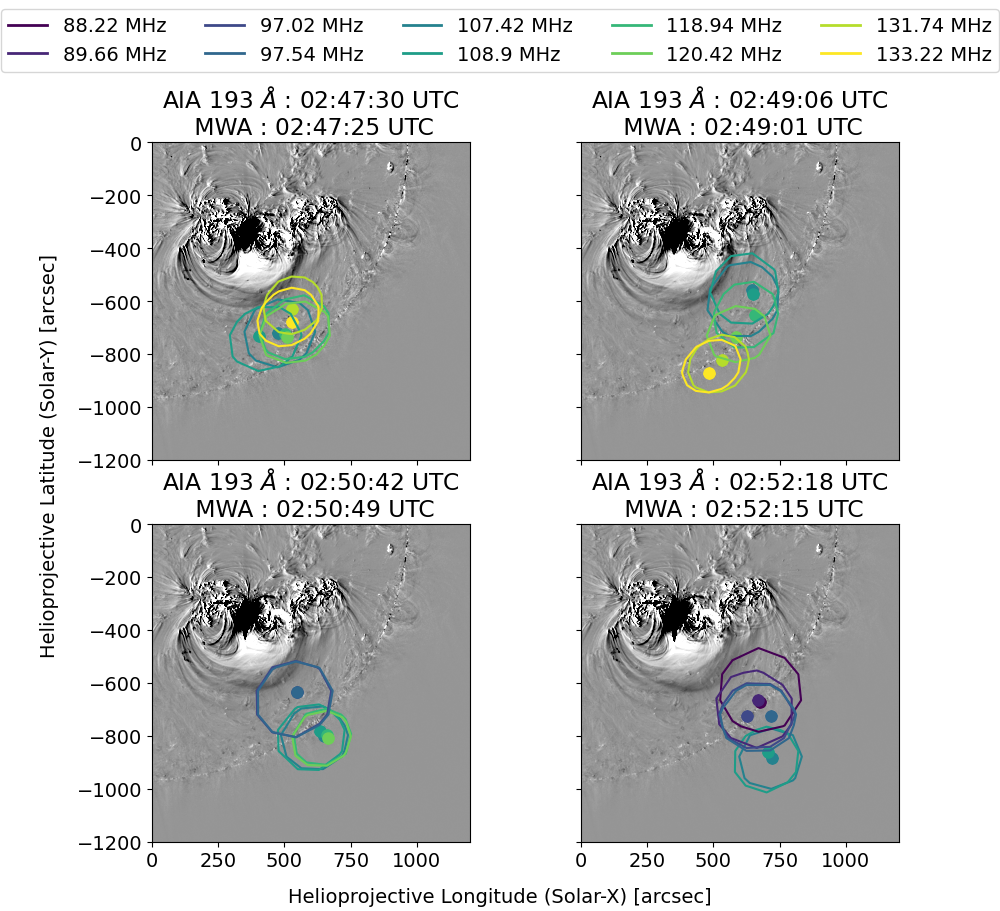 88.22 MHz 97.02 MHz 107.42 MHz 118.94 MHz 131.74 MHz
89.66 MHz 97.54 MHz 108.9 MHz 120.42 MHz 133.22 MHz
AIA 193 Å : 02:47:30 UTC
MWA : 02:47:25 UTC
AIA 193 Å : 02:49:06 UTC
MWA : 02:49:01 UTC
0
−200
−400
−600
−800
−1000
−1200
0 250 500 750 1000
0 250 500 750 1000
AIA 193 Å : 02:50:42 UTC
MWA : 02:50:49 UTC
AIA 193 Å : 02:52:18 UTC
MWA : 02:52:15 UTC
0
−200
−400
−600
−800
−1000
−1200
Helioprojective Latitude (Solar-Y) [arcsec]
Helioprojective Longitude (Solar-X) [arcsec]